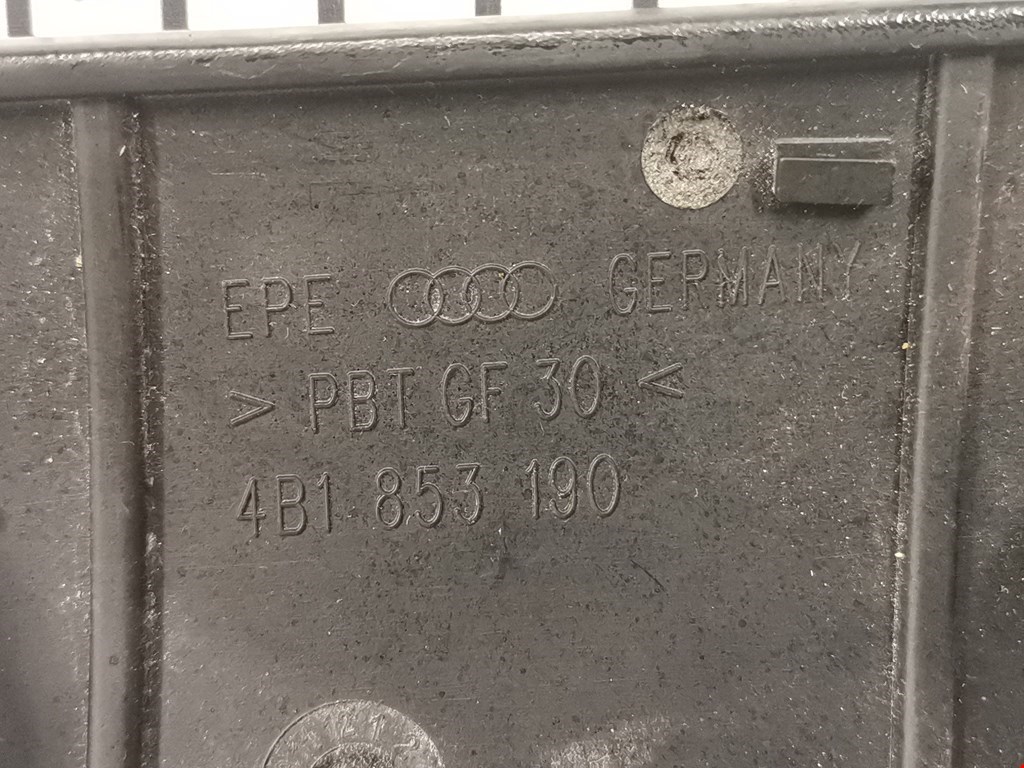 EPE GERMANY
> PBT GF 30 <
4B1 853 190